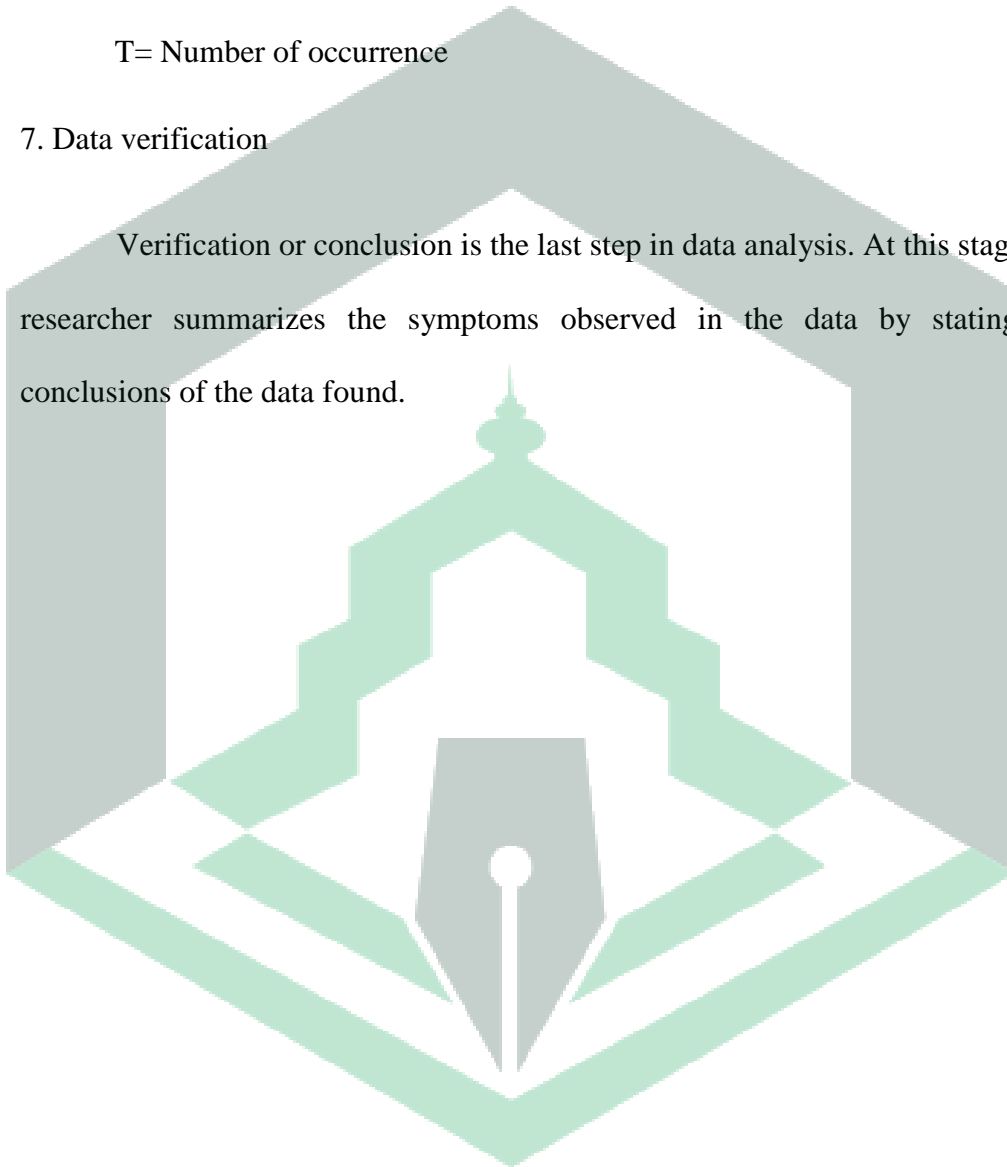 T= Number of occurrence
7. Data verification
Verification or conclusion is the last step in data analysis. At this stag
researcher summarizes the symptoms observed in the data by stating
conclusions of the data found.